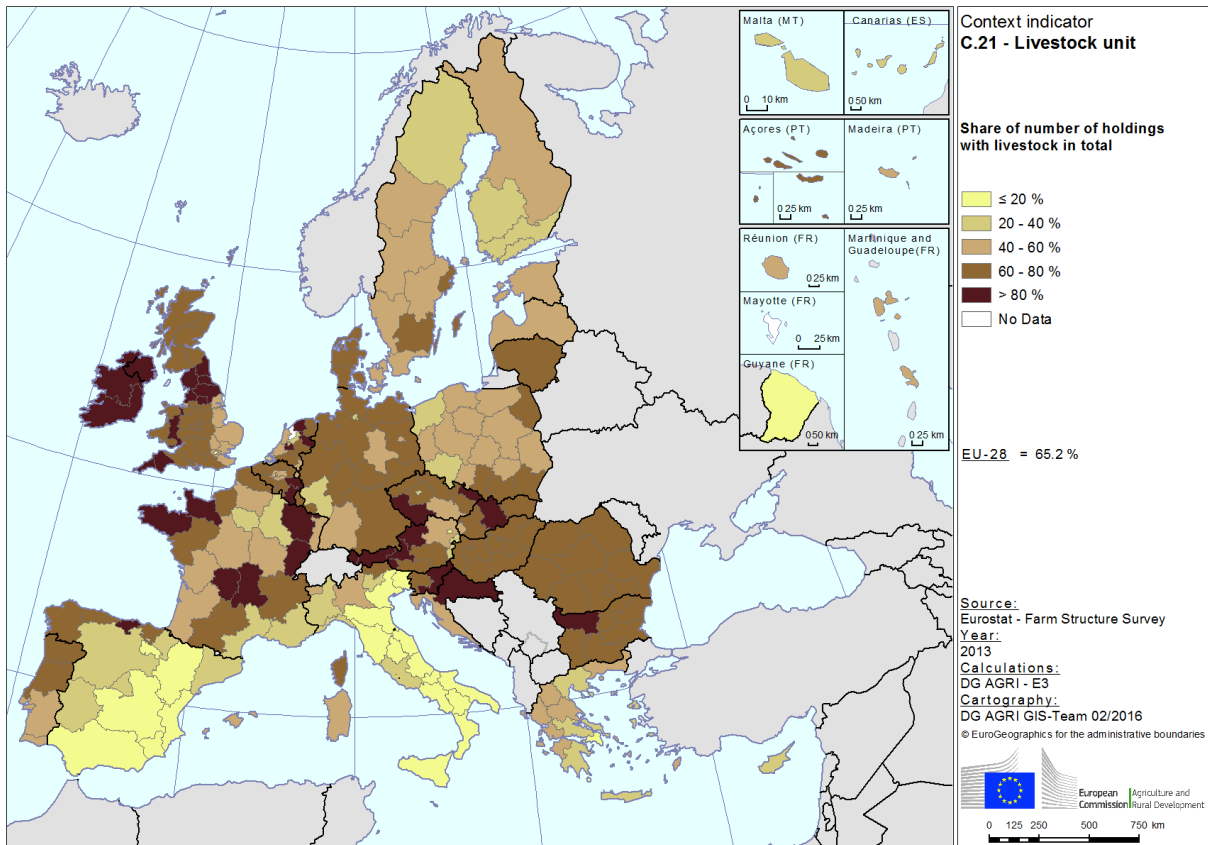 Malta (MT)
0 10 km
Canarias (ES)
0 50 km
Açores (PT)
0 25 km
Madeira (PT)
0 25 km
Réunion (FR)
0 25 km
Martinique and
Guadeloupe(FR)
0 25 km
Mayotte (FR)
0 25 km
Guyane (FR)
0 50 km
Context indicator
C.21 - Livestock unit
Share of number of holdings
with livestock in total
≤ 20 %
20 - 40 %
40 - 60 %
60 - 80 %
> 80 %
No Data
EU-28 = 65.2 %
Source:
Eurostat - Farm Structure Survey
Year:
2013
Calculations:
DG AGRI - E3
Cartography:
DG AGRI GIS-Team 02/2016
© EuroGeographics for the administrative boundaries
European
Commission
Agriculture and
Rural Development
0 125 250 500 750 km